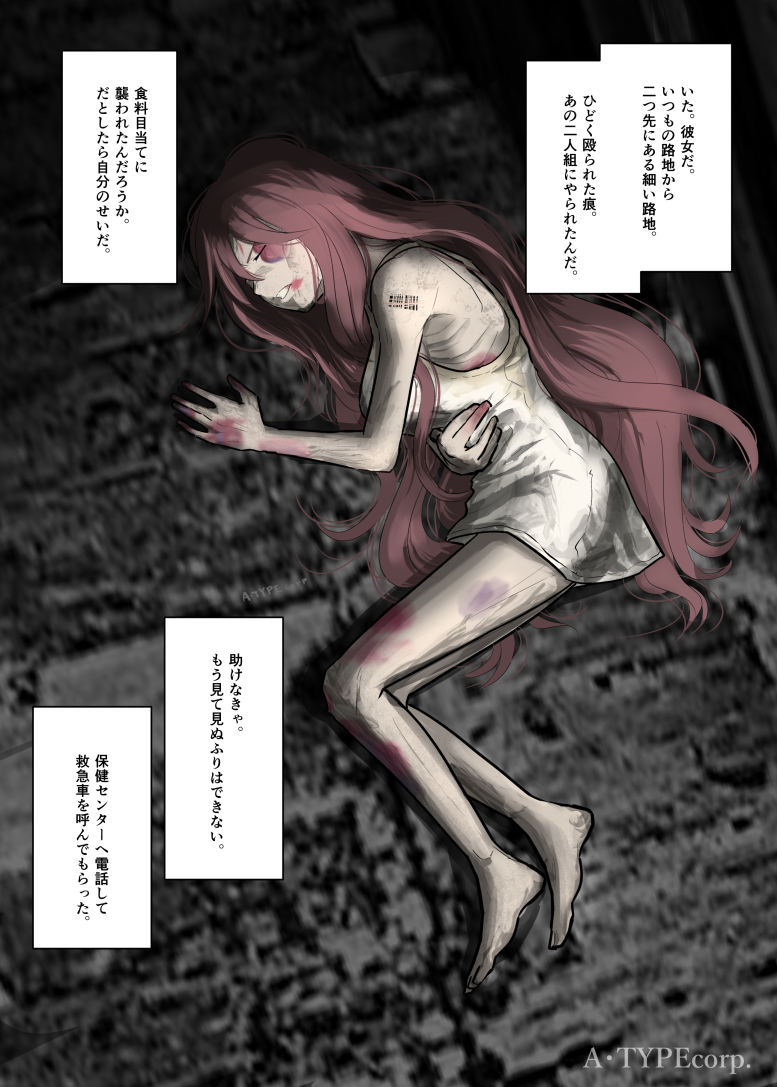 いた。彼女だ。
いつもの路地から
二つ先にある細い路地。
ひどく殴られた痕。
あの二人組にやられたんだ。
食料目当てに
襲われたんだろうか。
だとしたら自分のせいだ。
助けなきゃ。
もう見て見ぬふりはできない。
保健センターへ電話して
救急車を呼んでもらった。
A-TYPEcorp
A・TYPEcorp.